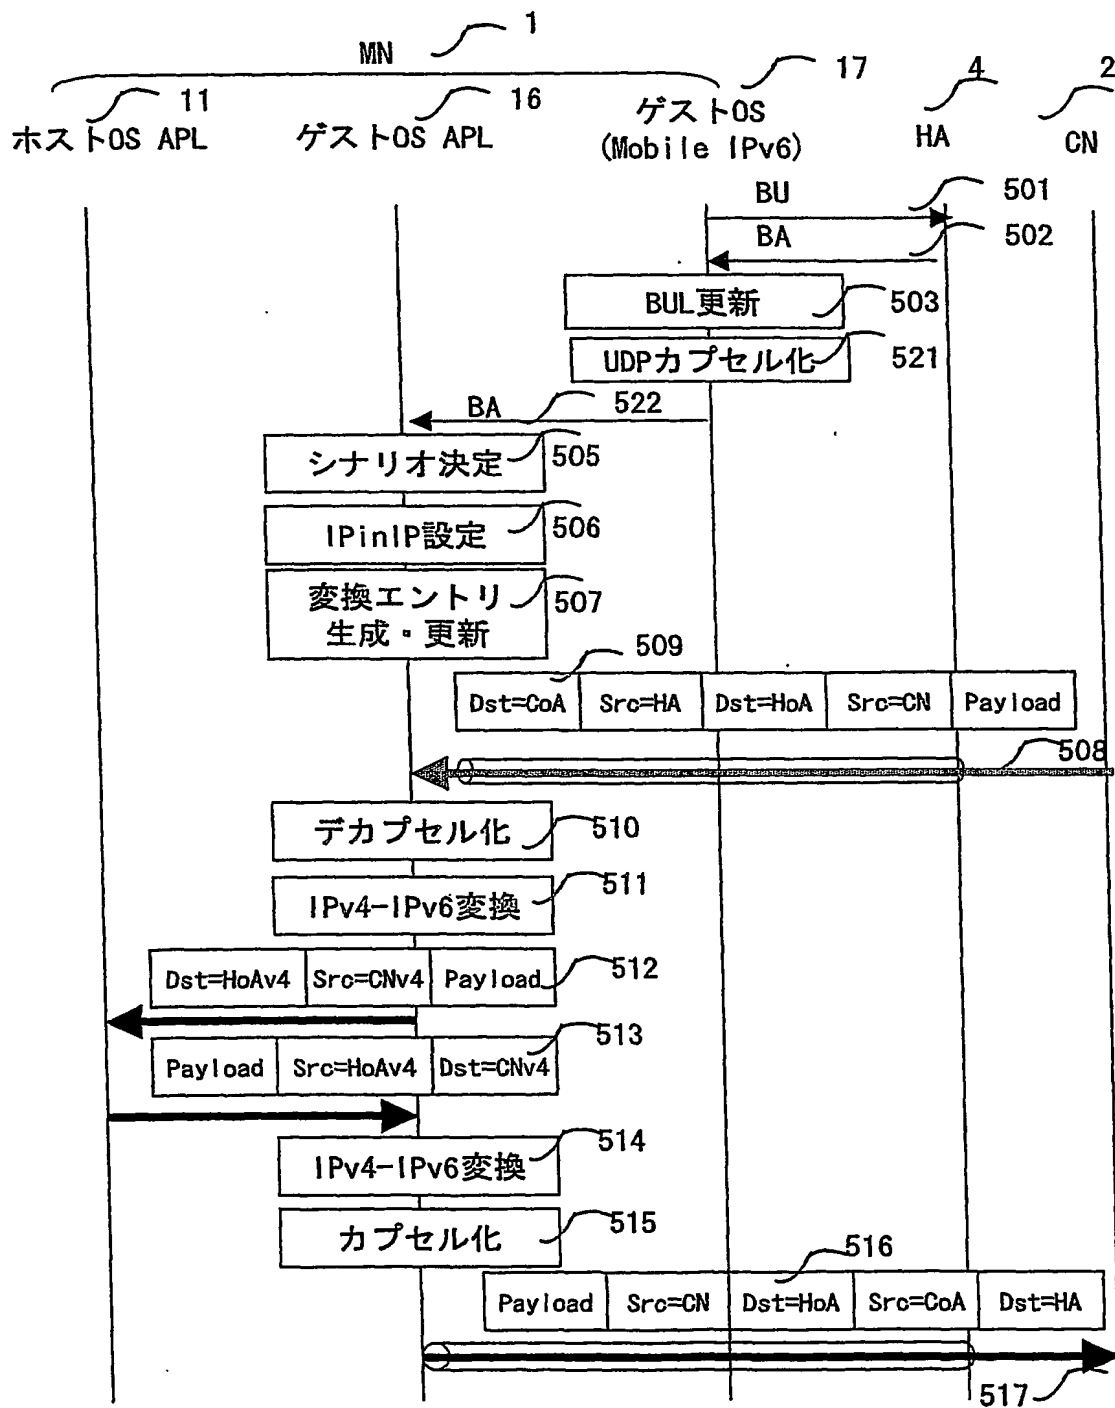 MN 1
11 16 17 4 2
ホストOS APL ゲストOS APL ゲストOS HA CN
(Mobile IPv6)
BU 501
BA 502
BUL更新 503
UDPカプセル化 521
BA 522
シナリオ決定 505
IPinIP設定 506
変換エントリ 507
生成・更新
509
Dst=CoA Src=HA Dst=HoA Src=CN Payload
508
デカプセル化 510
IPv4-IPv6変換 511
Dst=HoAv4 Src=CNv4 Payload 512
513
Payload Src=HoAv4 Dst=CNv4
IPv4-IPv6変換 514
カプセル化 515
516
Payload Src=CN Dst=HoA Src=CoA Dst=HA
517